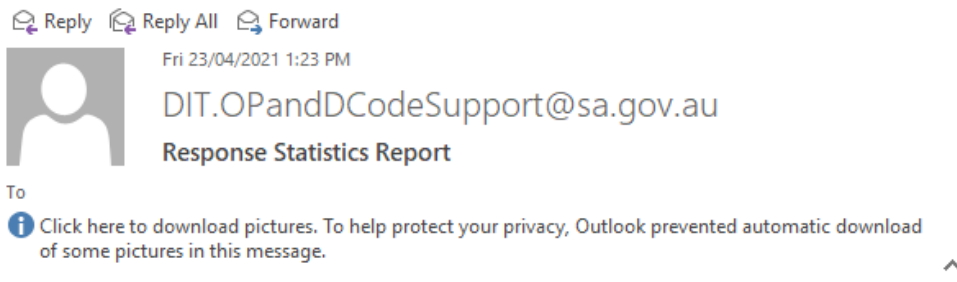 Reply Reply All Forward
Fri 23/04/2021 1:23 PM
DIT.OPandDCodeSupport@sa.gov.au
Response Statistics Report
To
Click here to download pictures. To help protect your privacy, Outlook prevented automatic download
of some pictures in this message.